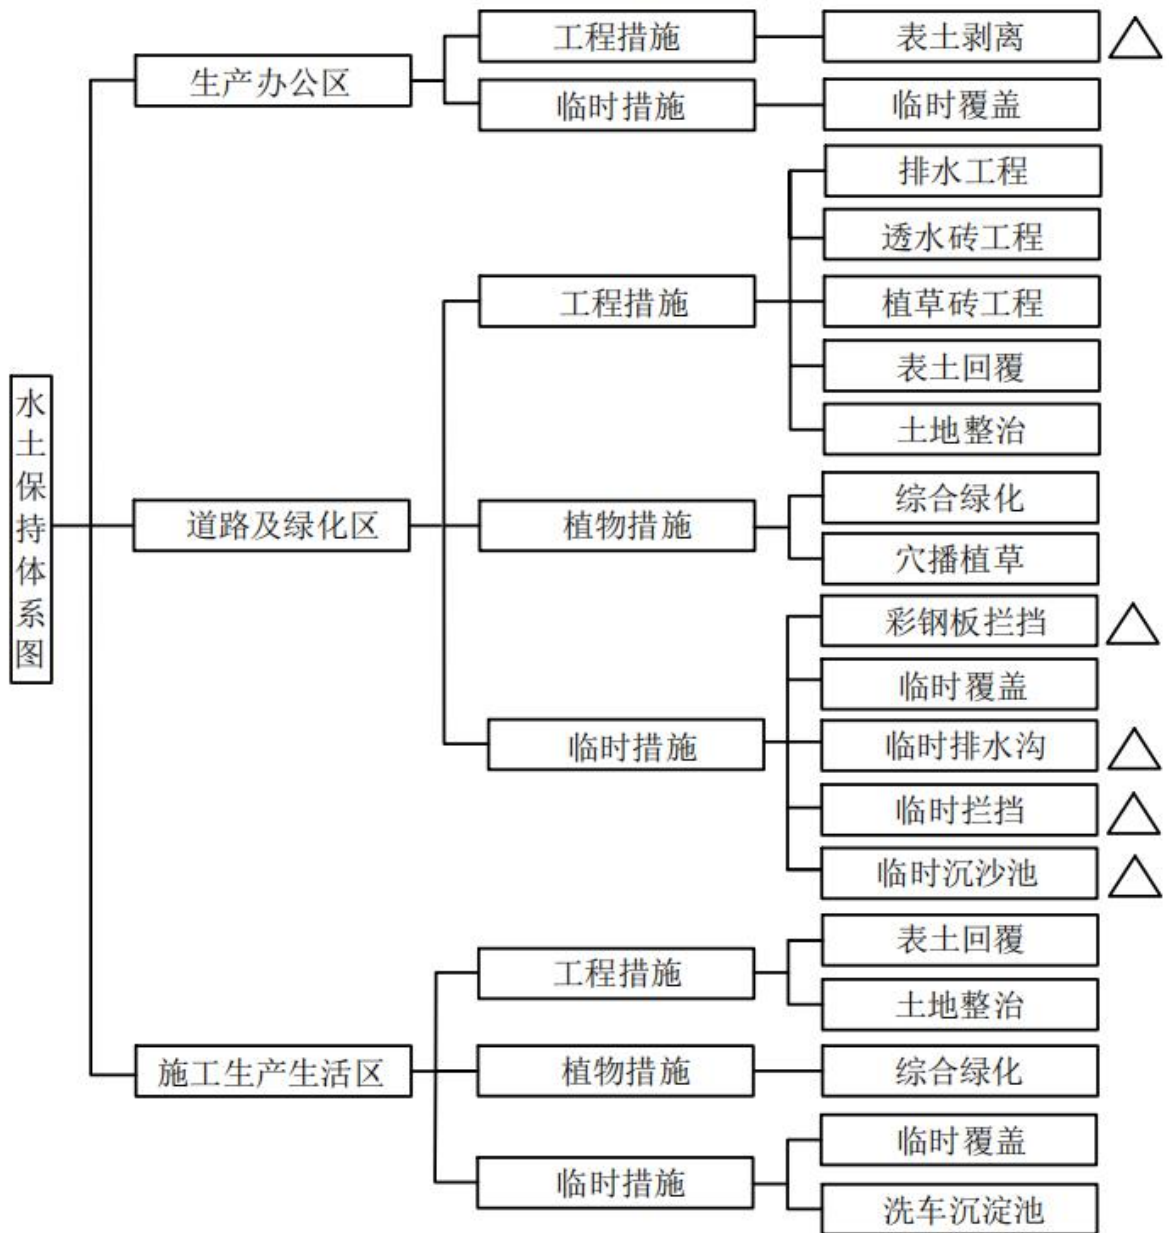 水土保持体系图
生产办公区
工程措施
表土剥离
临时措施
临时覆盖
道路及绿化区
工程措施
排水工程
透水砖工程
植草砖工程
表土回覆
土地整治
植物措施
综合绿化
穴播植草
临时措施
彩钢板拦挡
临时覆盖
临时排水沟
临时拦挡
临时沉沙池
施工生产生活区
工程措施
表土回覆
土地整治
植物措施
综合绿化
临时措施
临时覆盖
洗车沉淀池